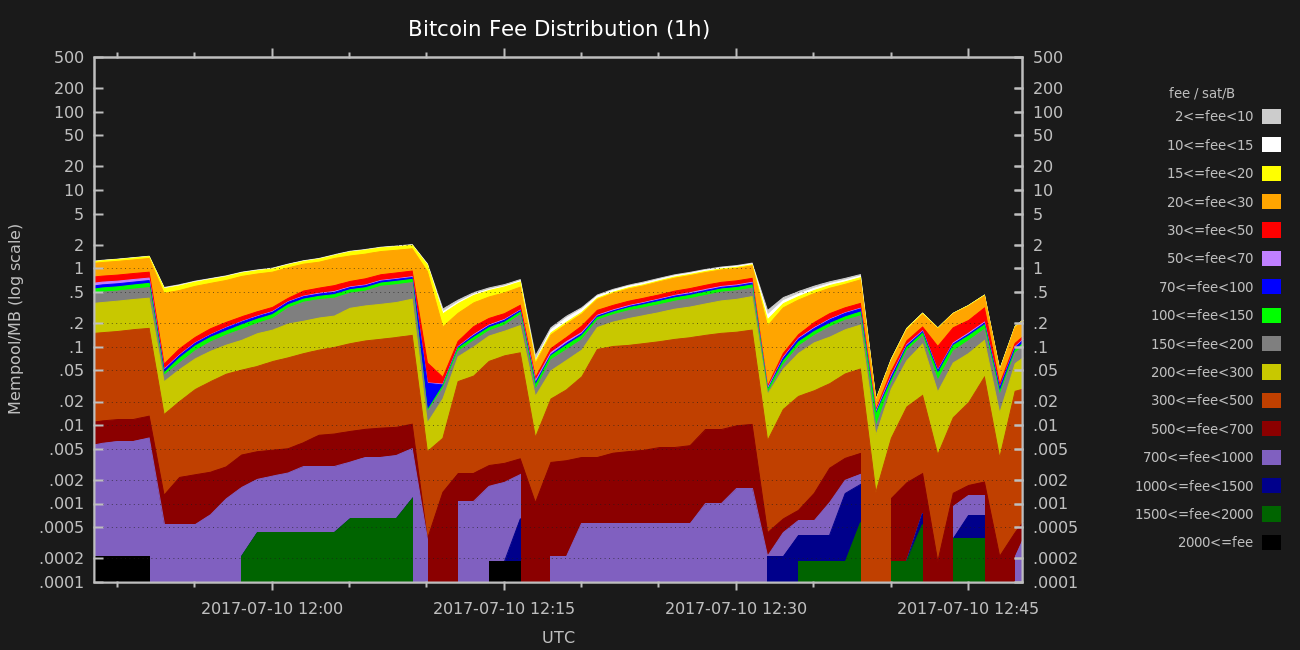 Bitcoin Fee Distribution (1h)
Mempool/MB (log scale)
500
200
100
50
20
10
5
2
1
.5
.2
.1
.05
.02
.01
.005
.002
.001
.0005
.0002
.0001
500
200
100
50
20
10
5
2
1
.5
.2
.1
.05
.02
.01
.005
.002
.001
.0005
.0002
.0001
2017-07-10 12:00
2017-07-10 12:15
2017-07-10 12:30
2017-07-10 12:45
UTC
fee / sat/B
2<=fee<10
10<=fee<15
15<=fee<20
20<=fee<30
30<=fee<50
50<=fee<70
70<=fee<100
100<=fee<150
150<=fee<200
200<=fee<300
300<=fee<500
500<=fee<700
700<=fee<1000
1000<=fee<1500
1500<=fee<2000
2000<=fee